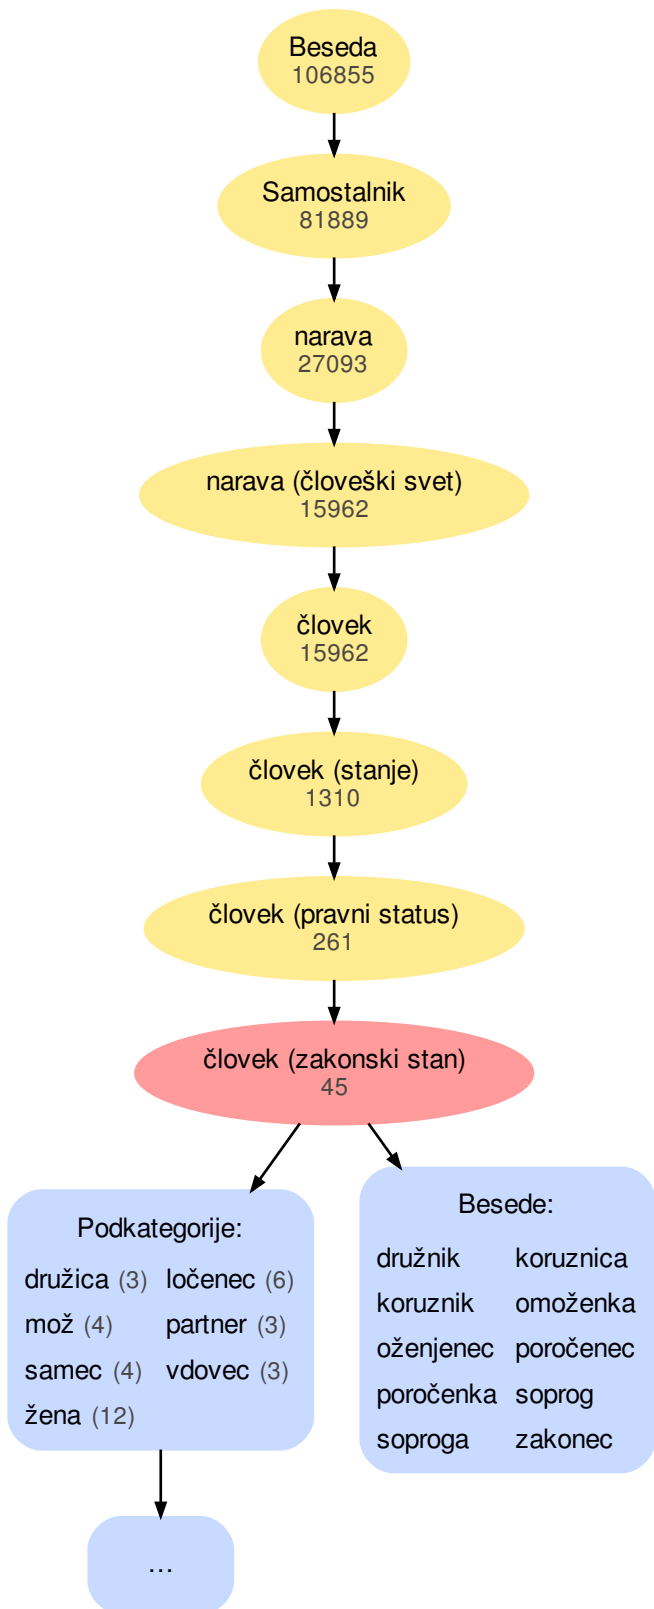 Beseda
106855
Samostalnik
81889
narava
27093
narava (človeški svet)
15962
človek
15962
človek (stanje)
1310
človek (pravni status)
261
človek (zakonski stan)
45
Podkategorije:
družica (3) ločenec (6)
mož (4) partner (3)
samec (4) vdovec (3)
žena (12)
Besede:
družnik koruznica
koruznik omoženka
oženjenec poročenec
poročenka soprog
soproga zakonec
...